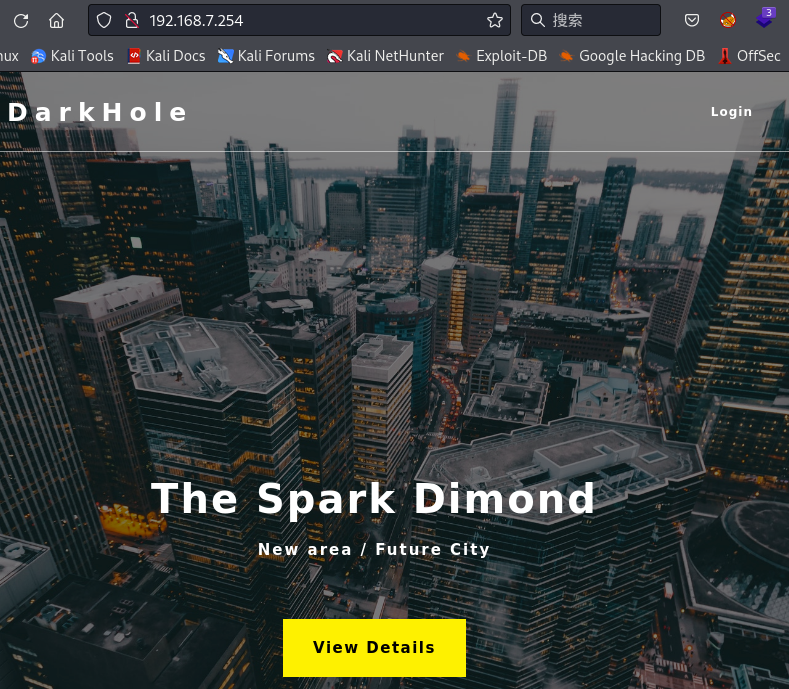 192.168.7.254
搜索
3
Kali Tools
Kali Docs
Kali Forums
Kali NetHunter
Exploit-DB
Google Hacking DB
OffSec
DarkHole
Login
The Spark Dimond
New area / Future City
View Details